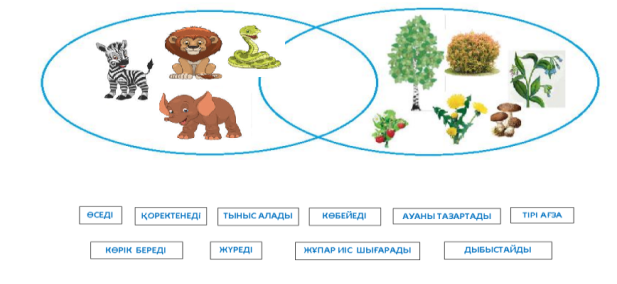 ӨСЕДІ
ҚОРЕКТЕНЕДІ
ТЫНЫС АЛАДЫ
КӨБЕЙЕДІ
АУАНЫ ТАЗАРТАДЫ
ТІРІ АҒЗА
КӨРІК БЕРЕДІ
ЖҮРЕДІ
ЖҰПАР ИІС ШЫҒАРАДЫ
ДЫБЫСТАЙДЫ